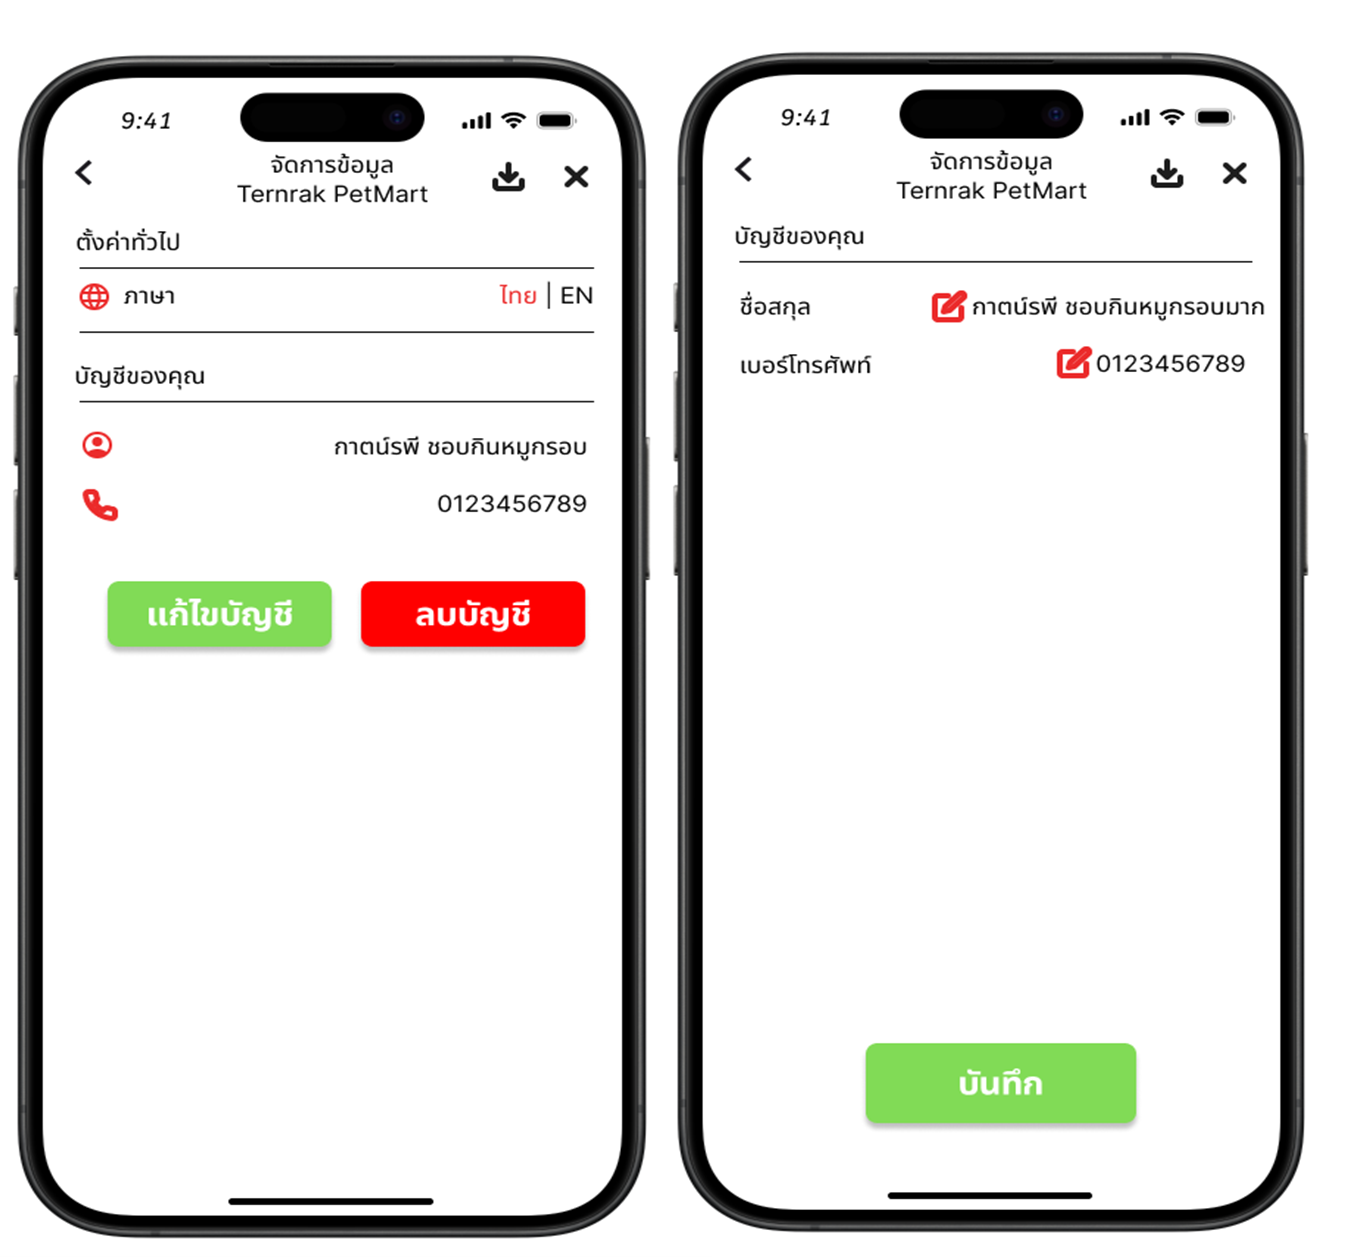 9:41
จัดการข้อมูล
Ternrak PetMart
ตั้งค่าทั่วไป
ภาษา ไทย | EN
บัญชีของคุณ
กาตน์รพี ชอบกินหมูกรอบ
0123456789
แก้ไขบัญชี ลบบัญชี
9:41
จัดการข้อมูล
Ternrak PetMart
บัญชีของคุณ
ชื่อสกุล กาตน์รพี ชอบกินหมูกรอบมาก
เบอร์โทรศัพท์ 0123456789
บันทึก